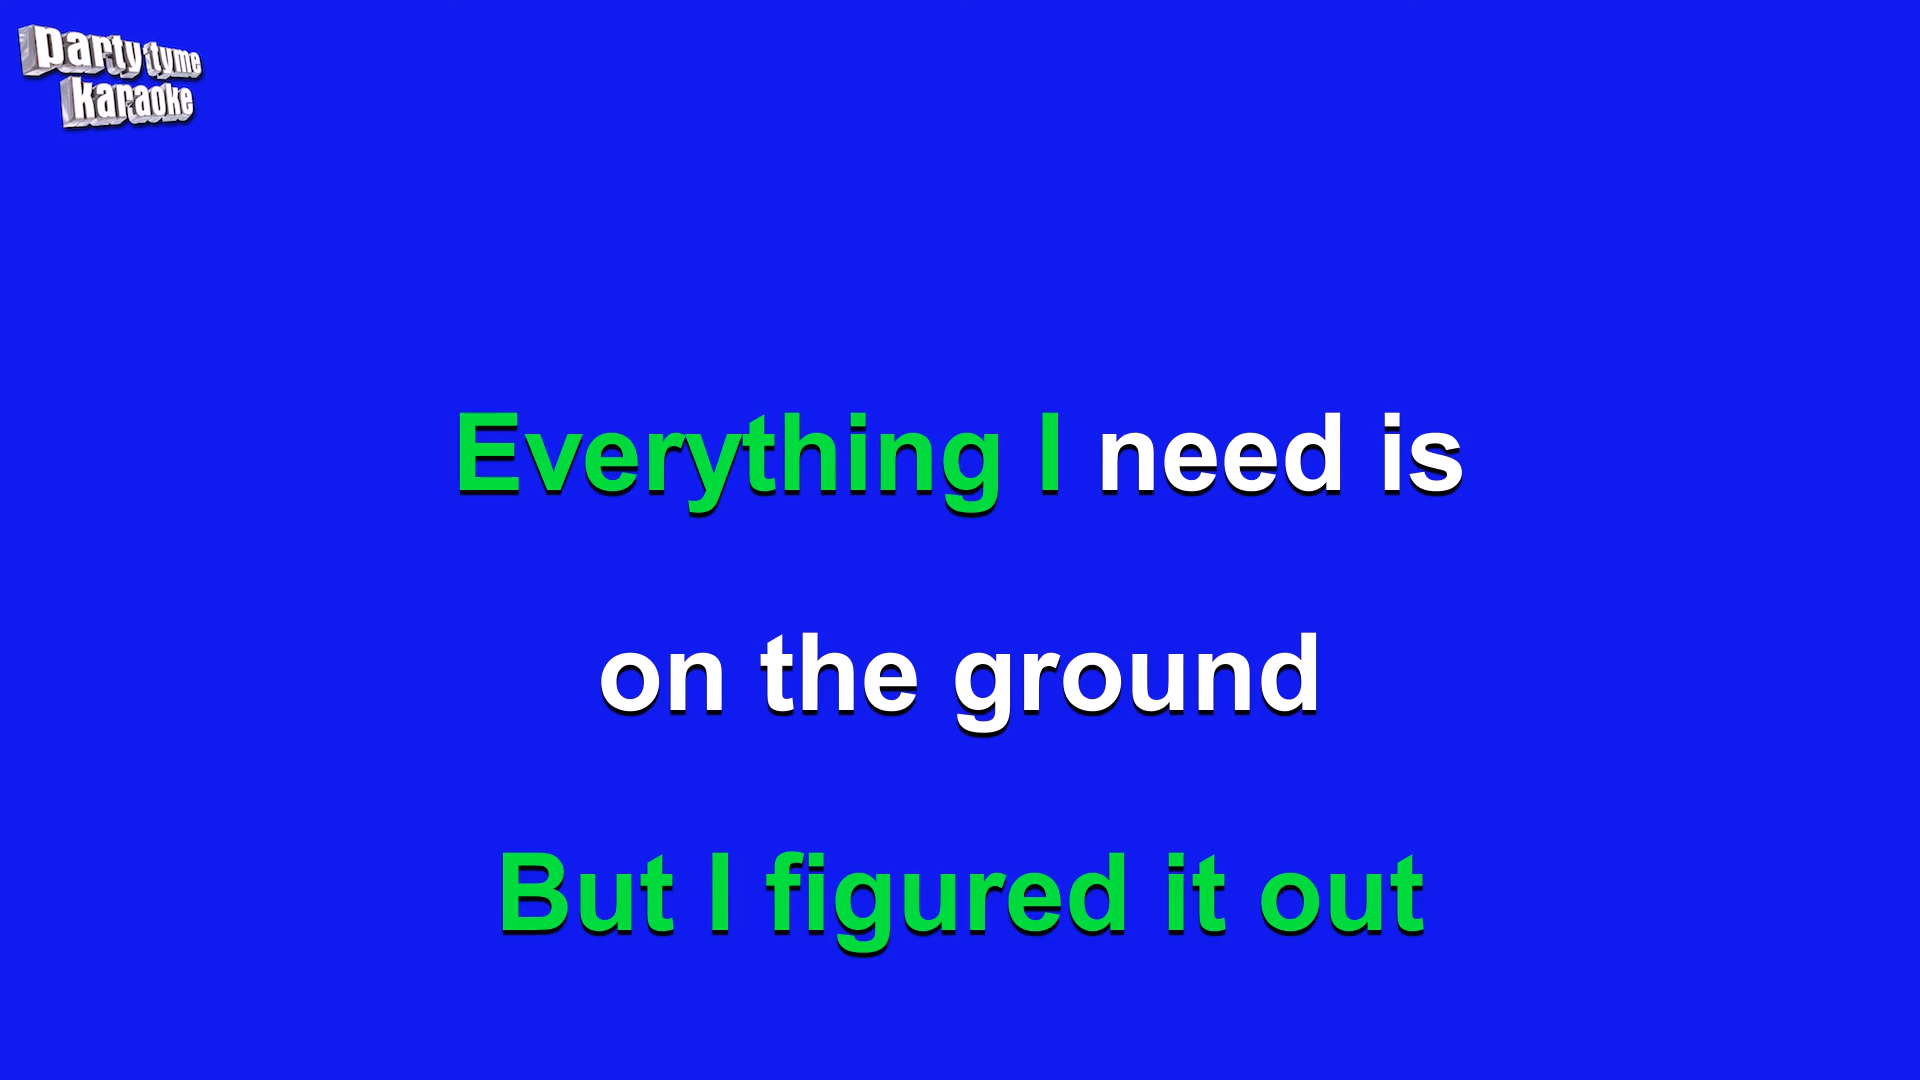 party tyme
karaoke
Everything I need is
on the ground
But I figured it out